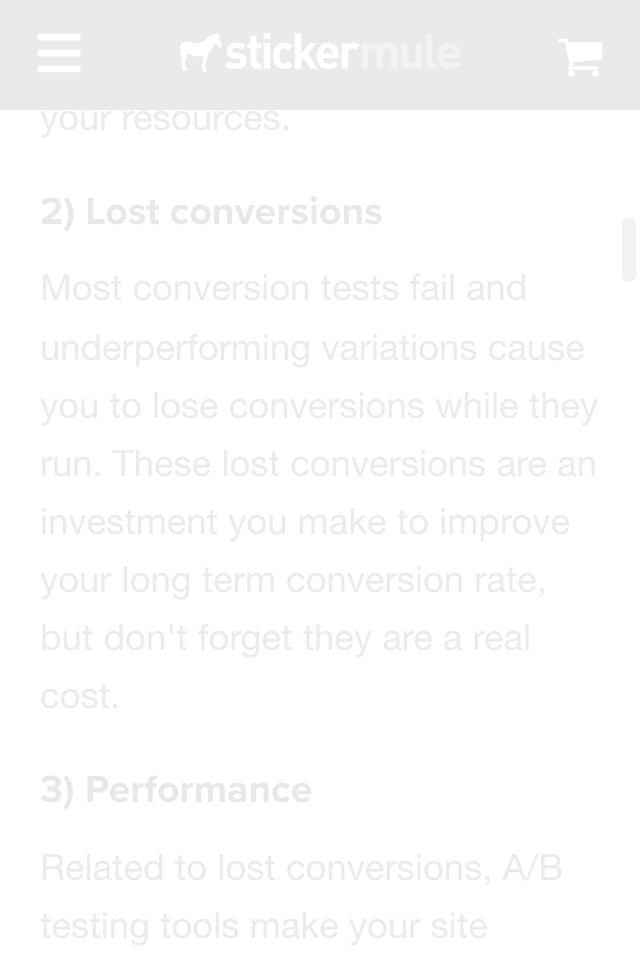 stickermule
your resources.
2) Lost conversions
Most conversion tests fail and
underperforming variations cause
you to lose conversions while they
run. These lost conversions are an
investment you make to improve
your long term conversion rate,
but don't forget they are a real
cost.
3) Performance
Related to lost conversions, A/B
testing tools make your site